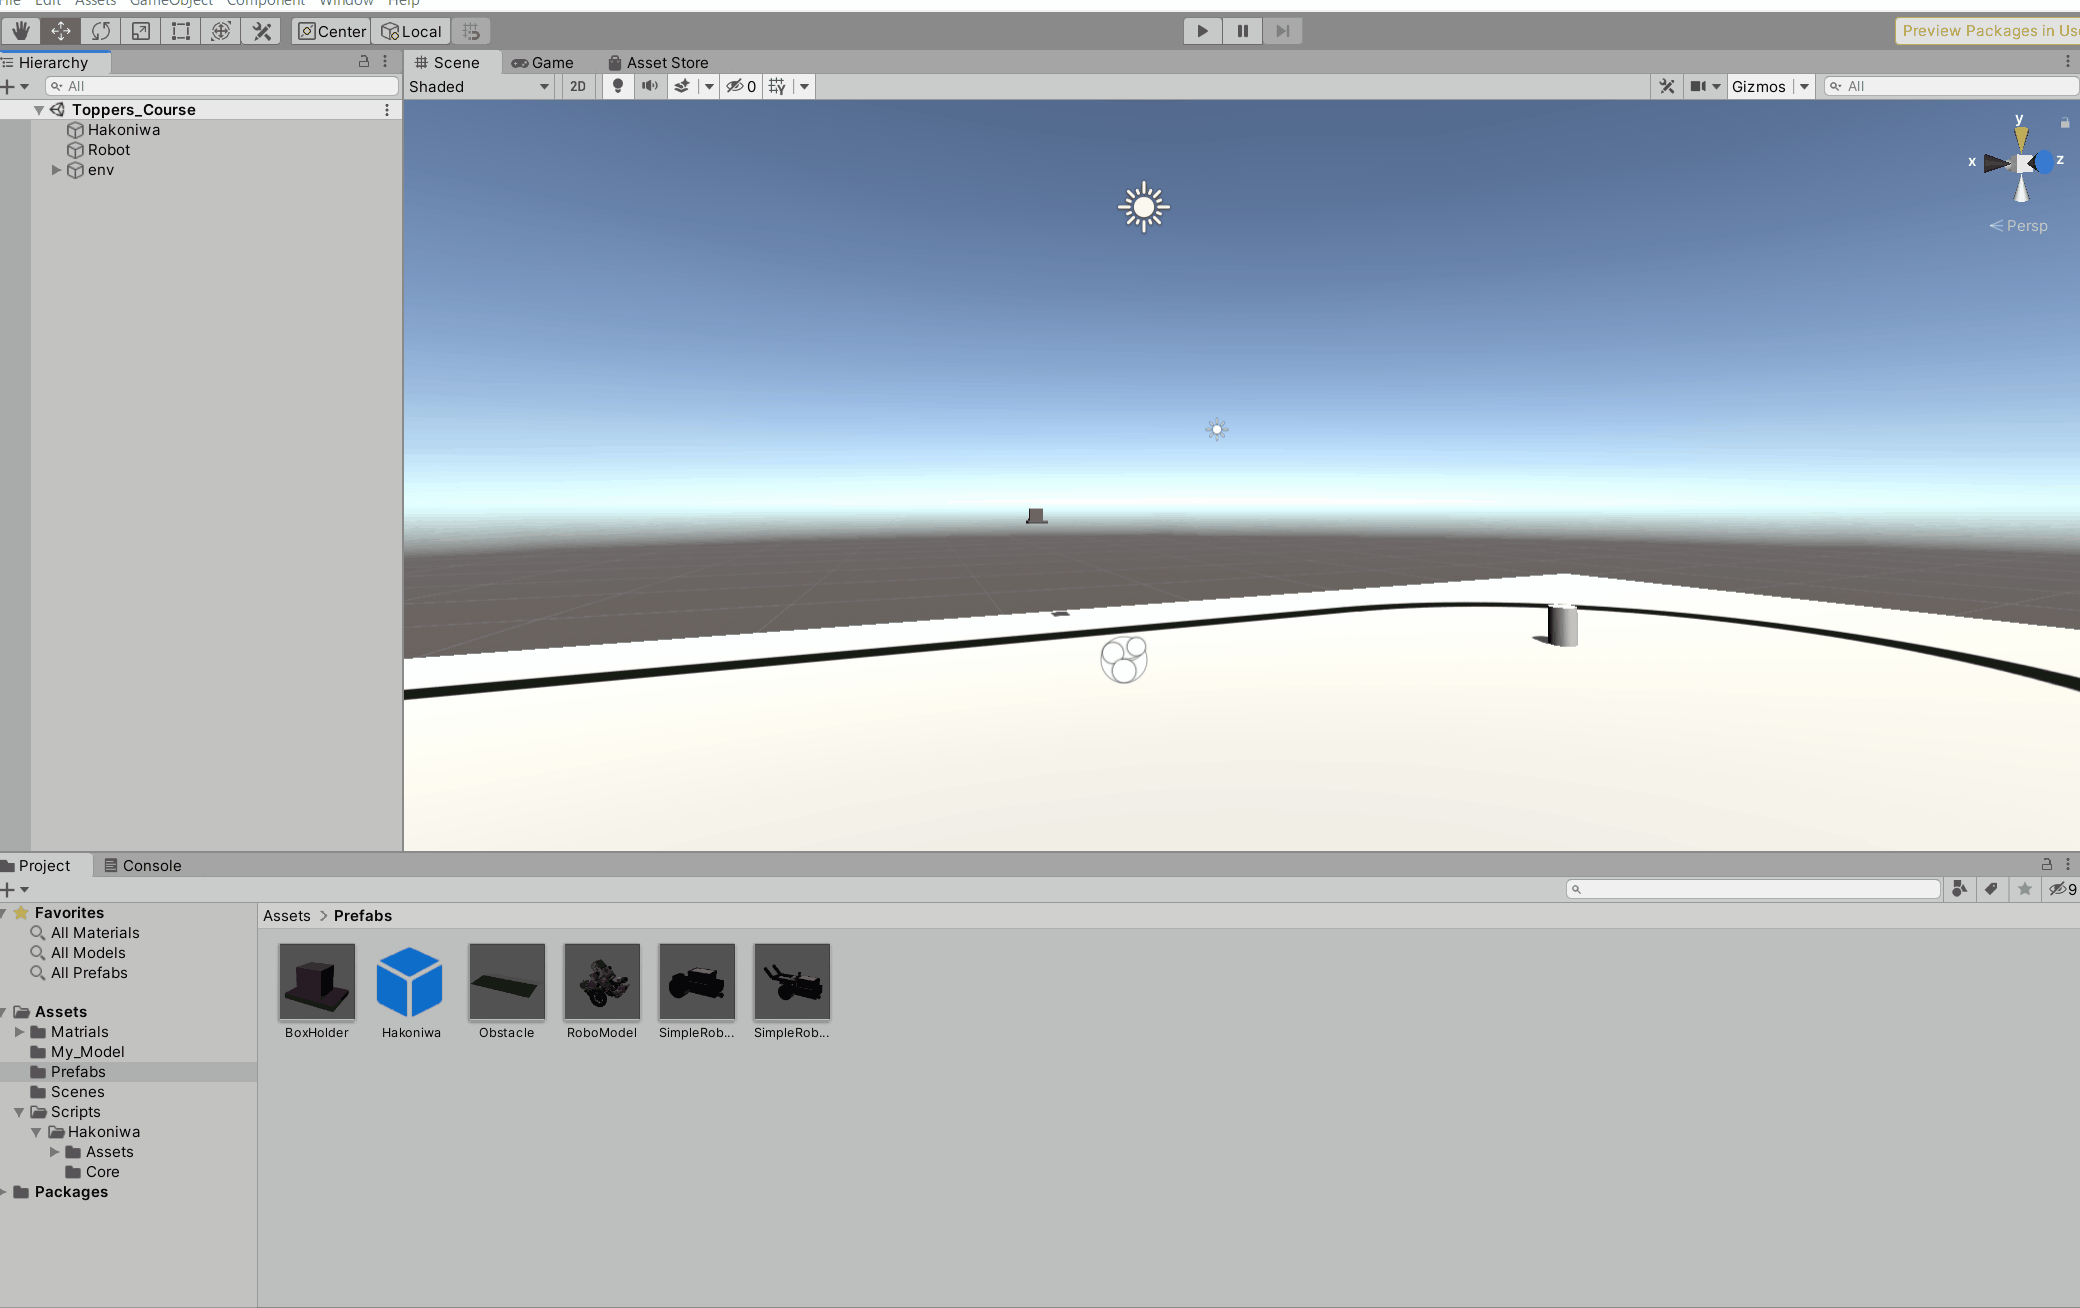 File Edit Assets GameObject Component Window Help
Center Local
Preview Packages in Us
Hierarchy
Scene Game Asset Store
All
Shaded 2D 0 Gizmos All
Toppers_Course
Hakoniwa
Robot
env
y
x z
Persp
Project Console
9
Favorites
All Materials
All Models
All Prefabs
Assets
Matrials
My_Model
Prefabs
Scenes
Scripts
Hakoniwa
Assets
Core
Packages
Assets > Prefabs
BoxHolder Hakoniwa Obstacle RoboModel SimpleRob... SimpleRob...